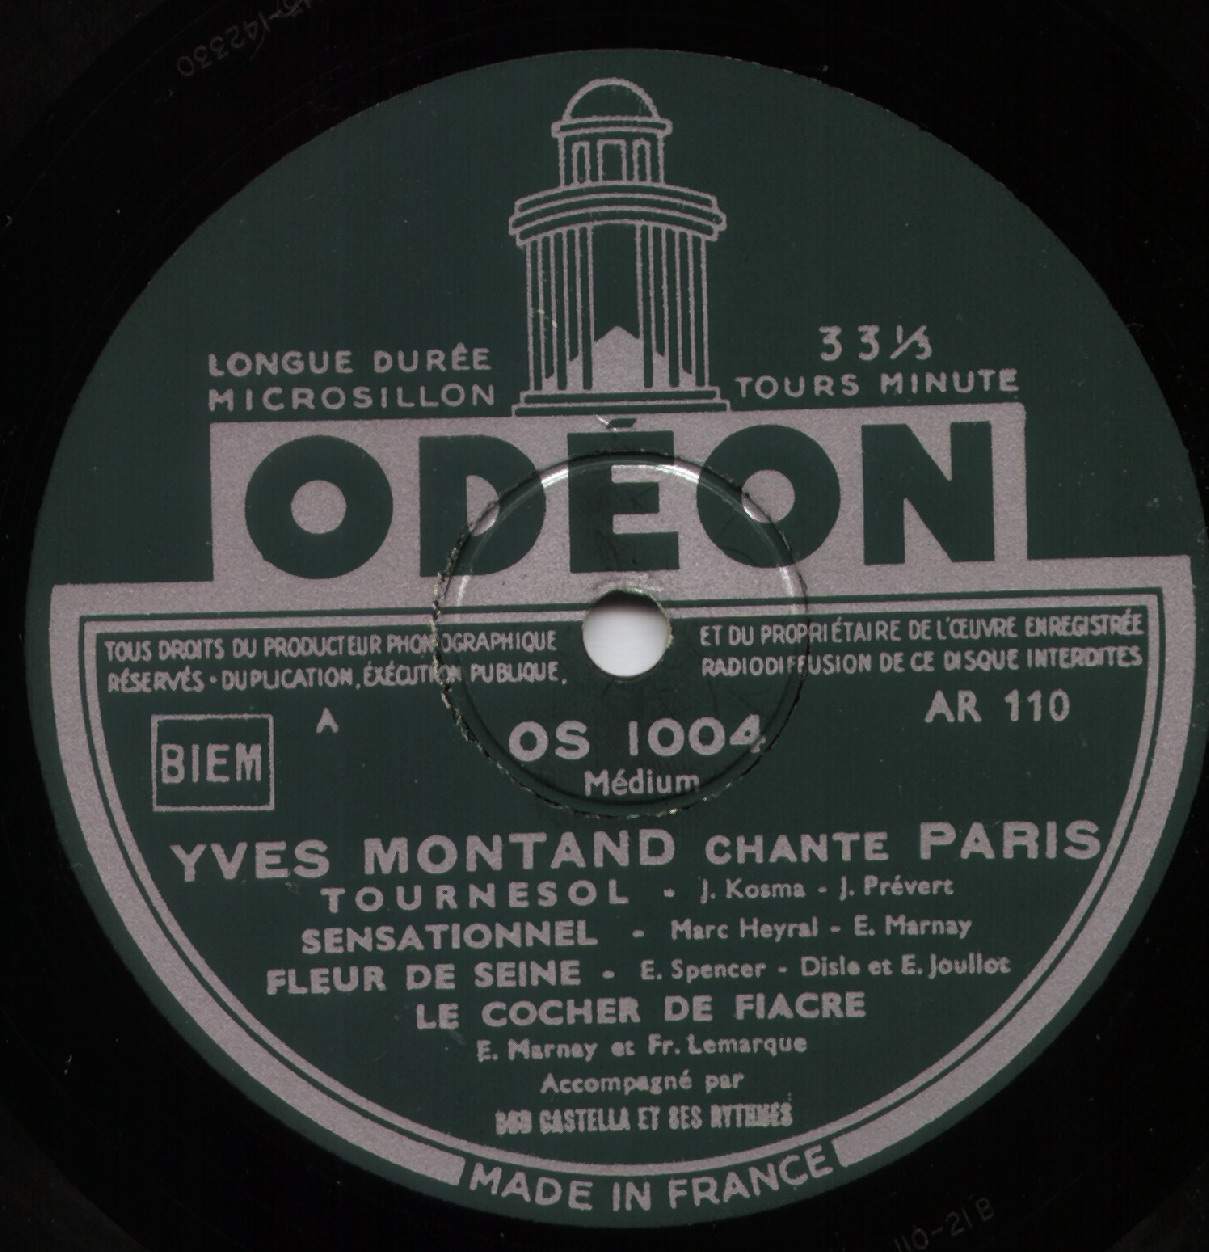 LONGUE DURÉE
MICROSILLON
33⅓
TOURS MINUTE
ODÉON
TOUS DROITS DU PRODUCTEUR PHONOGRAPHIQUE ET DU PROPRIÉTAIRE DE L'ŒUVRE ENREGISTRÉE
RÉSERVÉS • DUPLICATION, EXÉCUTION PUBLIQUE, RADIODIFFUSION DE CE DISQUE INTERDITES
BIEM
A
OS 1004
AR 110
Médium
YVES MONTAND CHANTE PARIS
TOURNESOL - J. Kosma - J. Prévert
SENSATIONNEL - Marc Heyral - E. Marnay
FLEUR DE SEINE - E. Spencer - Disle et E. Joullot
LE COCHER DE FIACRE
E. Marnay et Fr. Lemarque
Accompagné par
BOB CASTELLA ET SES RYTHMES
MADE IN FRANCE
110-21B